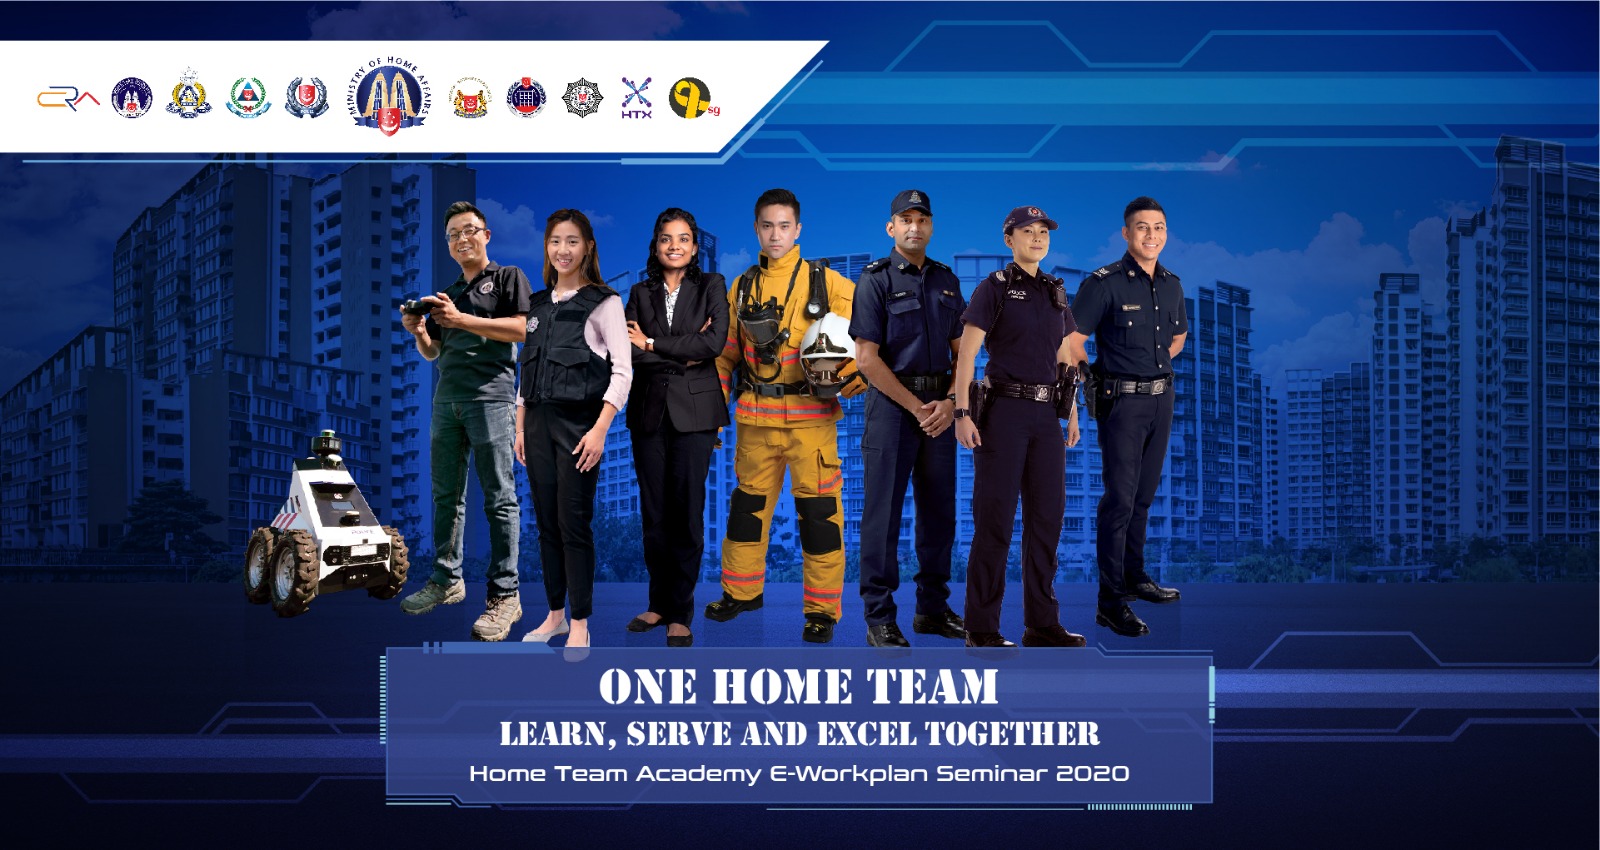 CRA
MINISTRY OF HOME AFFAIRS
HTX
sg
POLICE
ONE HOME TEAM
LEARN, SERVE AND EXCEL TOGETHER
Home Team Academy E-Workplan Seminar 2020